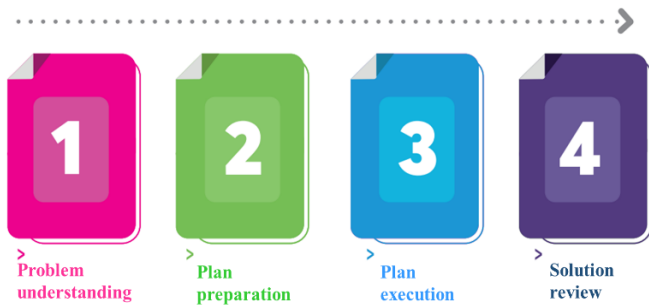 1
2
3
4
Problem
understanding
Plan
preparation
Plan
execution
Solution
review